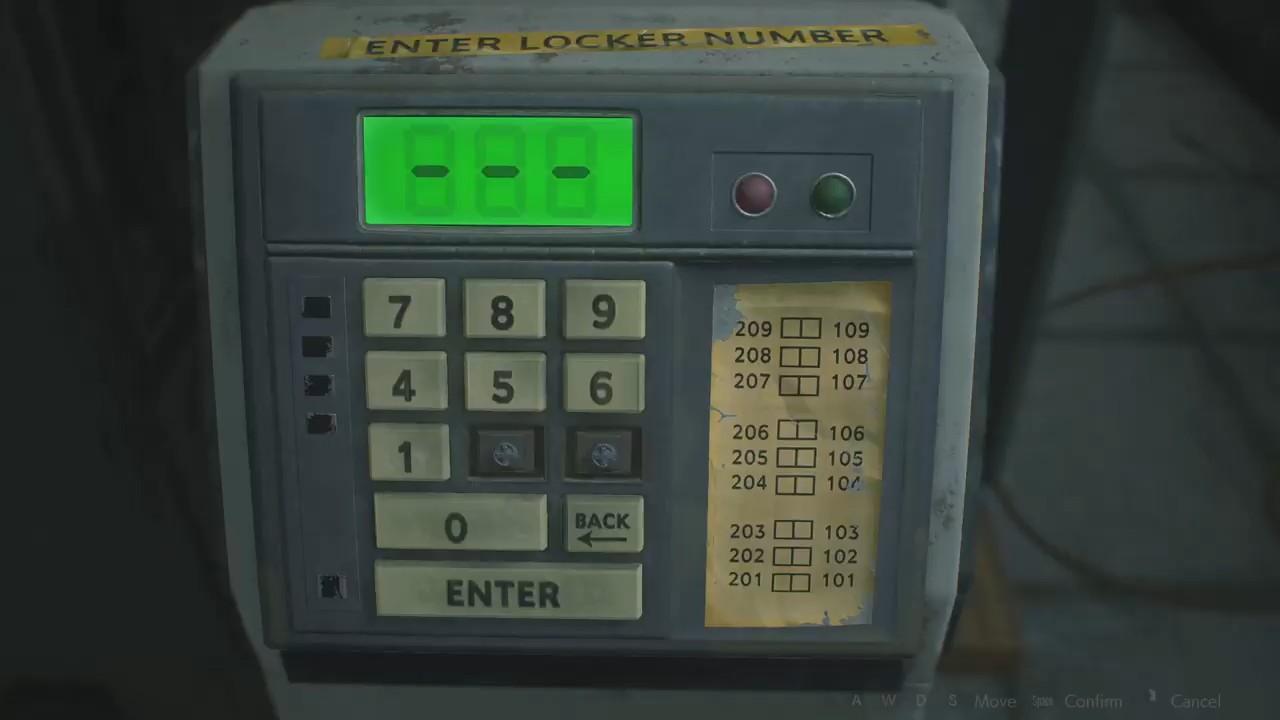 ENTER LOCKER NUMBER
- - -
7 8 9
4 5 6
1
0 BACK
ENTER
209 109
208 108
207 107
206 106
205 105
204 104
203 103
202 102
201 101
A W D S Move Space Confirm Cancel